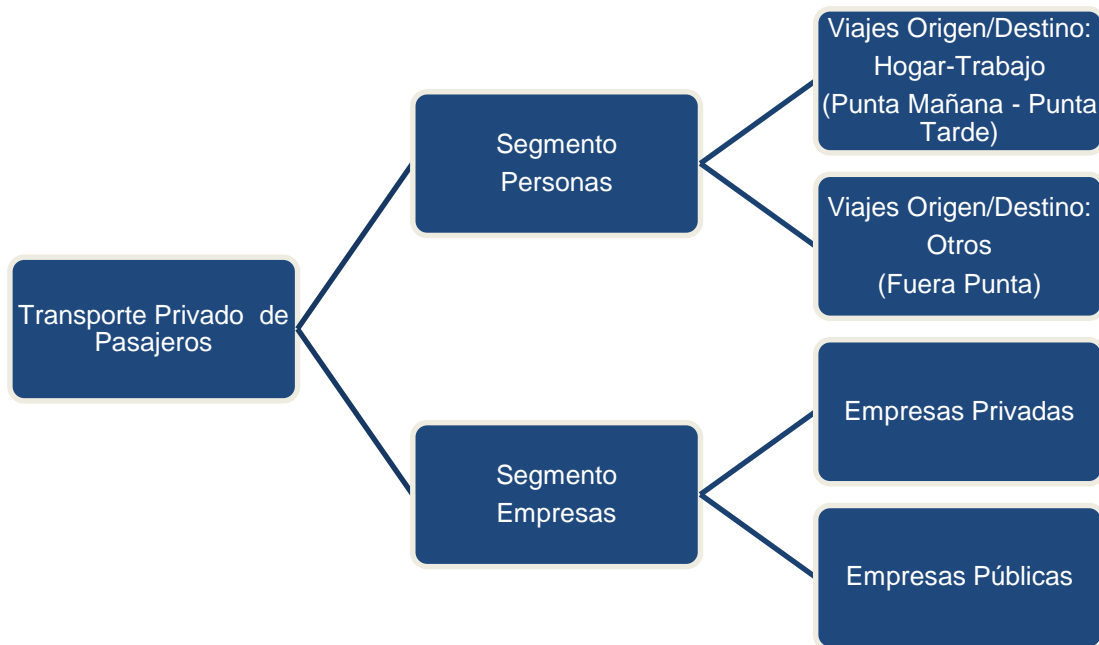 Transporte Privado de
Pasajeros
Segmento
Personas
Viajes Origen/Destino:
Hogar-Trabajo
(Punta Mañana - Punta
Tarde)
Viajes Origen/Destino:
Otros
(Fuera Punta)
Segmento
Empresas
Empresas Privadas
Empresas Públicas